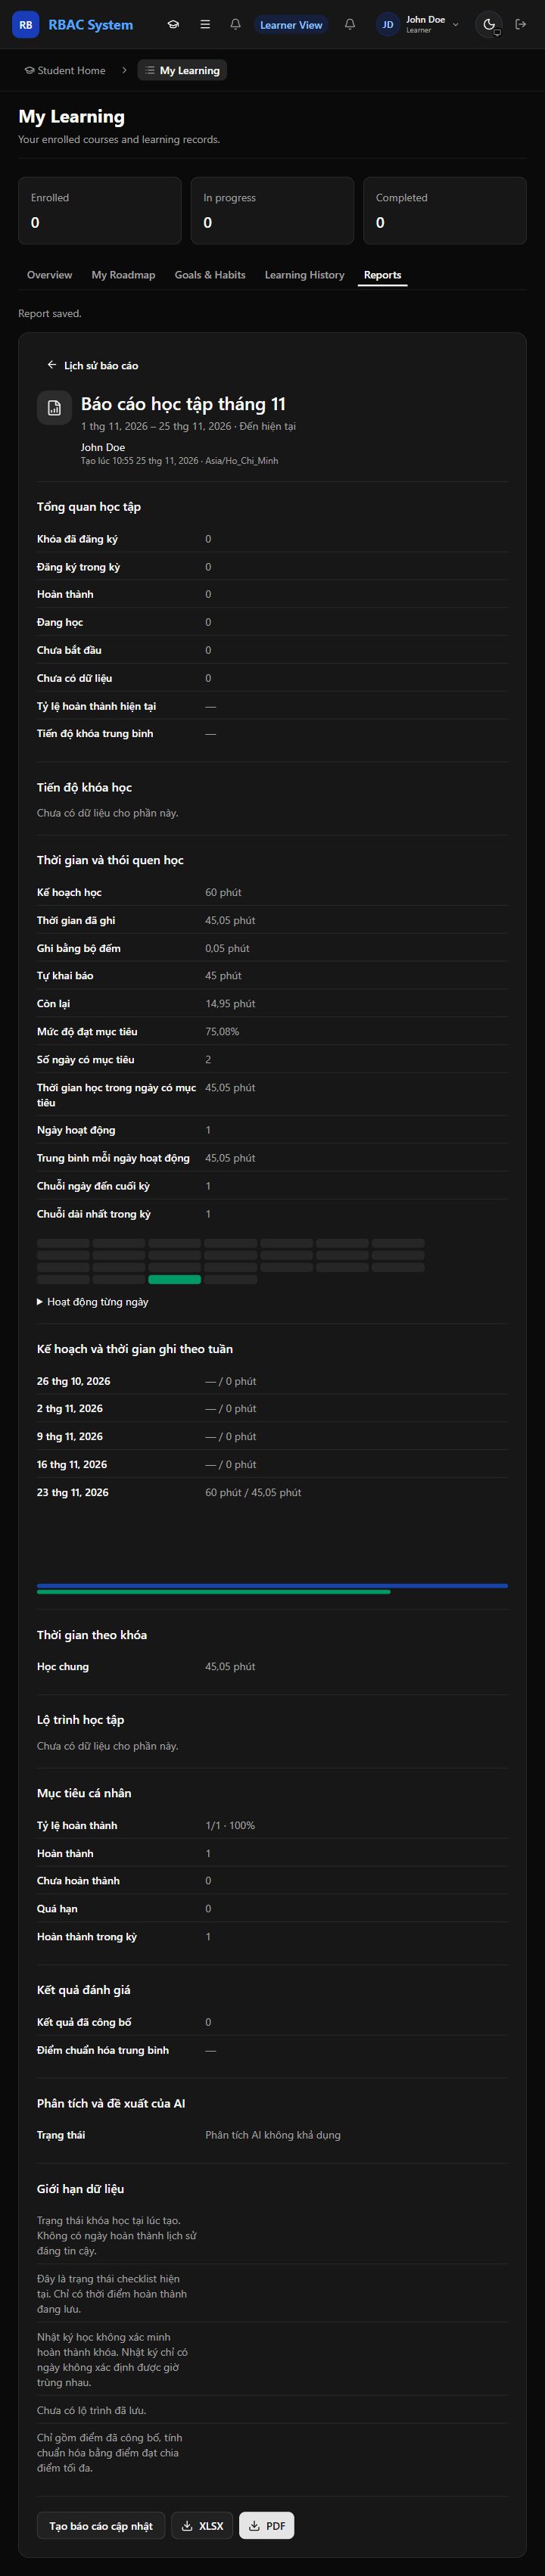 RB RBAC System Learner View JD John Doe
Learner
Student Home My Learning
My Learning
Your enrolled courses and learning records.
Enrolled In progress Completed
0 0 0
Overview My Roadmap Goals & Habits Learning History Reports
Report saved.
Lịch sử báo cáo
Báo cáo học tập tháng 11
1 thg 11, 2026 – 25 thg 11, 2026 · Đến hiện tại
John Doe
Tạo lúc 10:55 25 thg 11, 2026 · Asia/Ho_Chi_Minh
Tổng quan học tập
Khóa đã đăng ký 0
Đăng ký trong kỳ 0
Hoàn thành 0
Đang học 0
Chưa bắt đầu 0
Chưa có dữ liệu 0
Tỷ lệ hoàn thành hiện tại —
Tiến độ khóa trung bình —
Tiến độ khóa học
Chưa có dữ liệu cho phần này.
Thời gian và thói quen học
Kế hoạch học 60 phút
Thời gian đã ghi 45,05 phút
Ghi bằng bộ đếm 0,05 phút
Tự khai báo 45 phút
Còn lại 14,95 phút
Mức độ đạt mục tiêu 75,08%
Số ngày có mục tiêu 2
Thời gian học trong ngày có mục 45,05 phút
tiêu
Ngày hoạt động 1
Trung bình mỗi ngày hoạt động 45,05 phút
Chuỗi ngày đến cuối kỳ 1
Chuỗi dài nhất trong kỳ 1
Hoạt động từng ngày
Kế hoạch và thời gian ghi theo tuần
26 thg 10, 2026 — / 0 phút
2 thg 11, 2026 — / 0 phút
9 thg 11, 2026 — / 0 phút
16 thg 11, 2026 — / 0 phút
23 thg 11, 2026 60 phút / 45,05 phút
Thời gian theo khóa
Học chung 45,05 phút
Lộ trình học tập
Chưa có dữ liệu cho phần này.
Mục tiêu cá nhân
Tỷ lệ hoàn thành 1/1 · 100%
Hoàn thành 1
Chưa hoàn thành 0
Quá hạn 0
Hoàn thành trong kỳ 1
Kết quả đánh giá
Kết quả đã công bố 0
Điểm chuẩn hóa trung bình —
Phân tích và đề xuất của AI
Trạng thái Phân tích AI không khả dụng
Giới hạn dữ liệu
Trạng thái khóa học tại lúc tạo.
Không có ngày hoàn thành lịch sử
đáng tin cậy.
Đây là trạng thái checklist hiện
tại. Chỉ có thời điểm hoàn thành
đang lưu.
Nhật ký học không xác minh
hoàn thành khóa. Nhật ký chỉ có
ngày không xác định được giờ
trùng nhau.
Chưa có lộ trình đã lưu.
Chỉ gồm điểm đã công bố, tính
chuẩn hóa bằng điểm đạt chia
điểm tối đa.
Tạo báo cáo cập nhật XLSX PDF